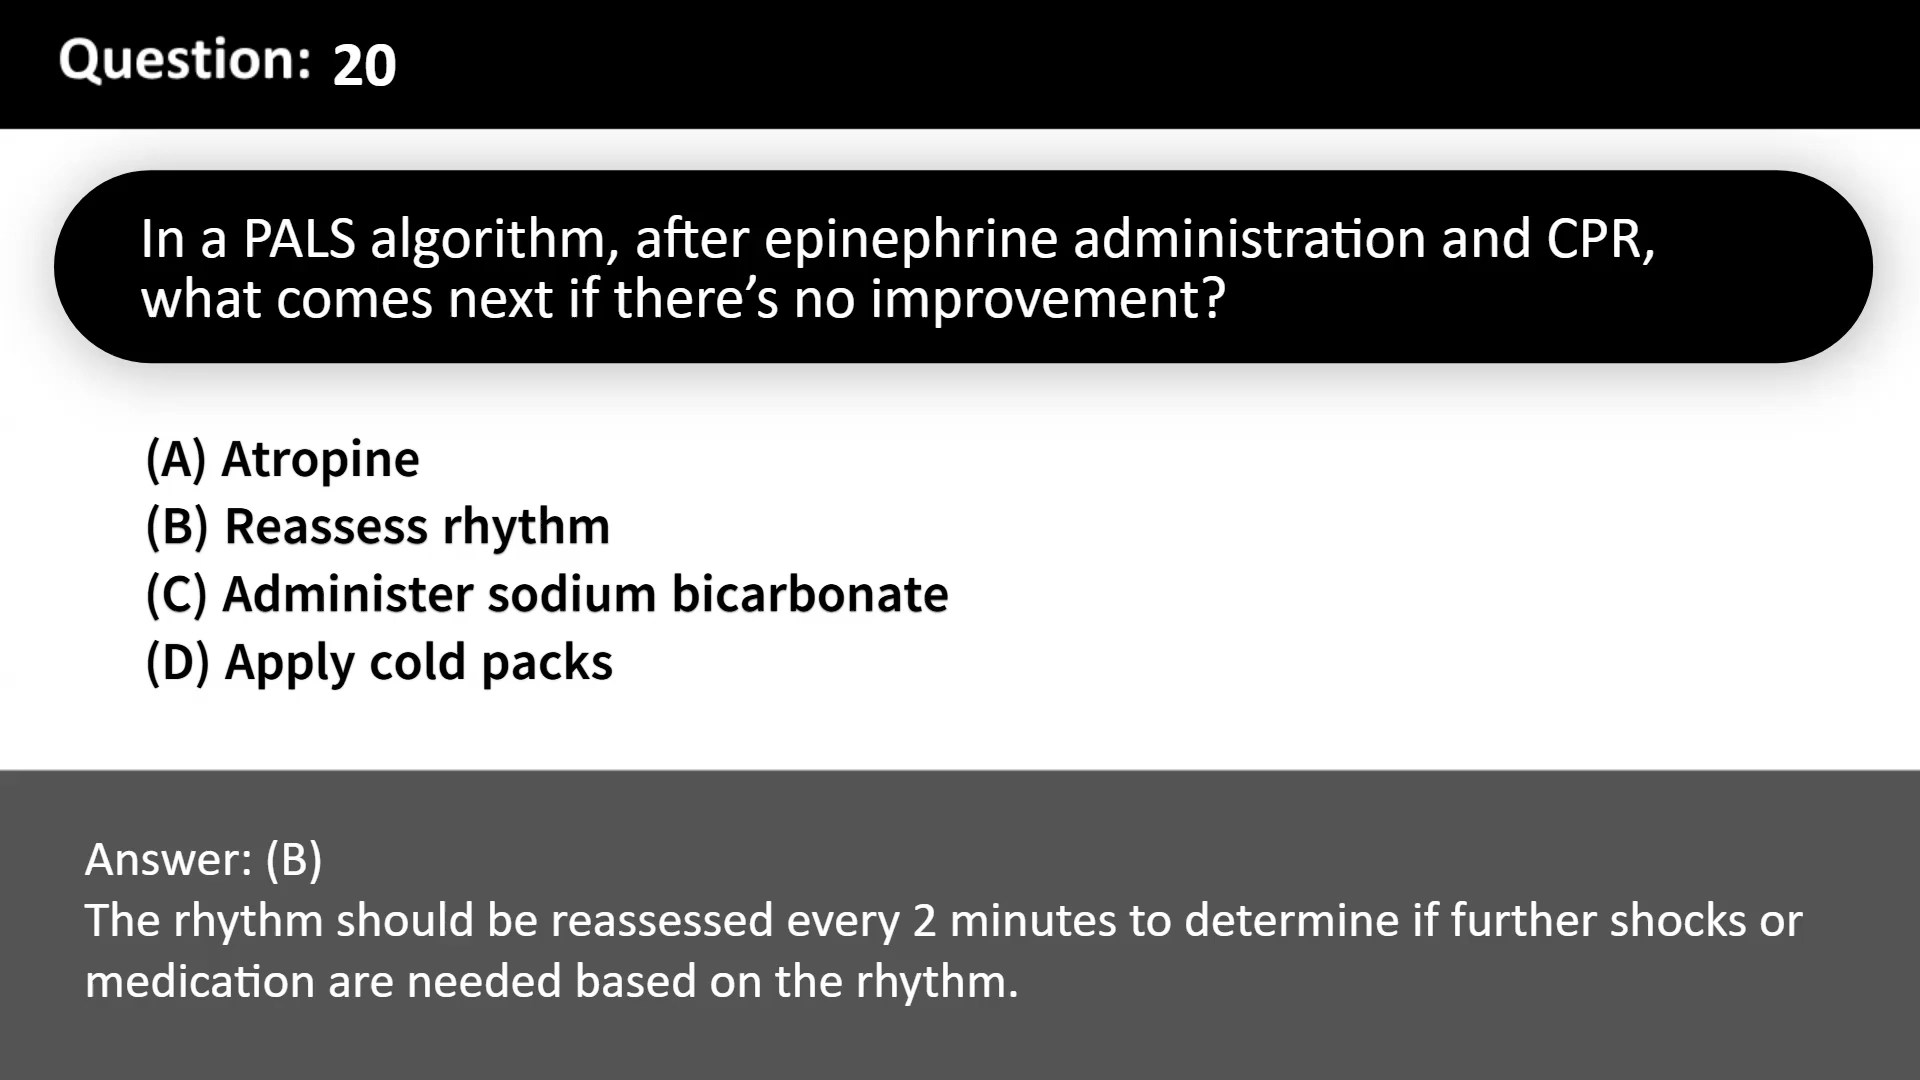 Question: 20
In a PALS algorithm, after epinephrine administration and CPR,
what comes next if there’s no improvement?
(A) Atropine
(B) Reassess rhythm
(C) Administer sodium bicarbonate
(D) Apply cold packs
Answer: (B)
The rhythm should be reassessed every 2 minutes to determine if further shocks or
medication are needed based on the rhythm.